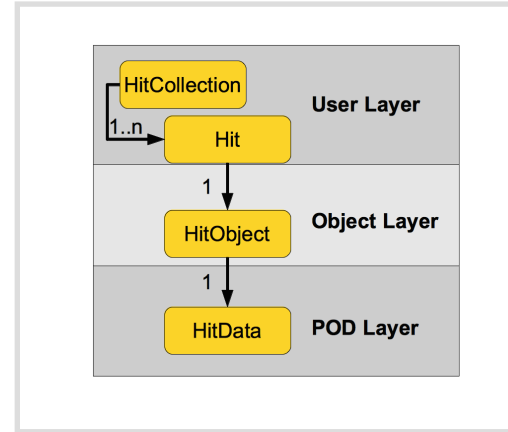 HitCollection
User Layer
1..n
Hit
1
HitObject
Object Layer
1
HitData
POD Layer